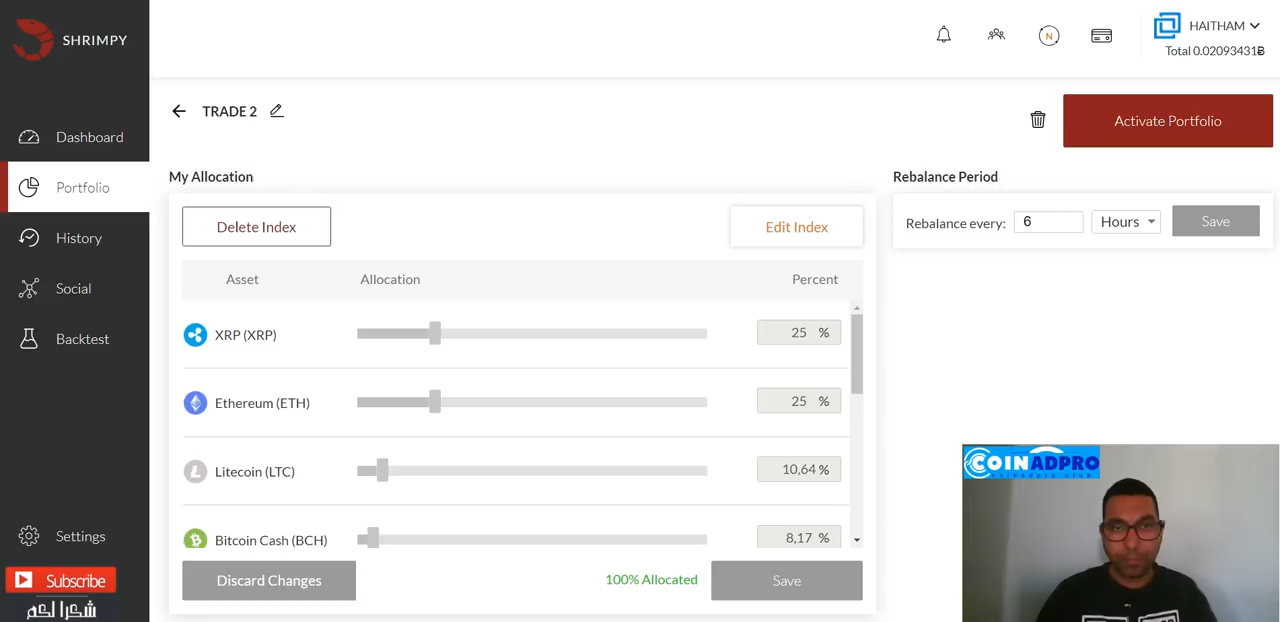 SHRIMPY
HAITHAM
Total 0.02093431Ƀ
TRADE 2
Activate Portfolio
Dashboard
Portfolio
History
Social
Backtest
Settings
Subscribe
شكرا لكم
My Allocation
Delete Index
Edit Index
Asset Allocation Percent
XRP (XRP) 25 %
Ethereum (ETH) 25 %
Litecoin (LTC) 10,64 %
Bitcoin Cash (BCH) 8,17 %
Discard Changes
100% Allocated
Save
Rebalance Period
Rebalance every: 6 Hours Save
N
COINADPRO
coinadpro club